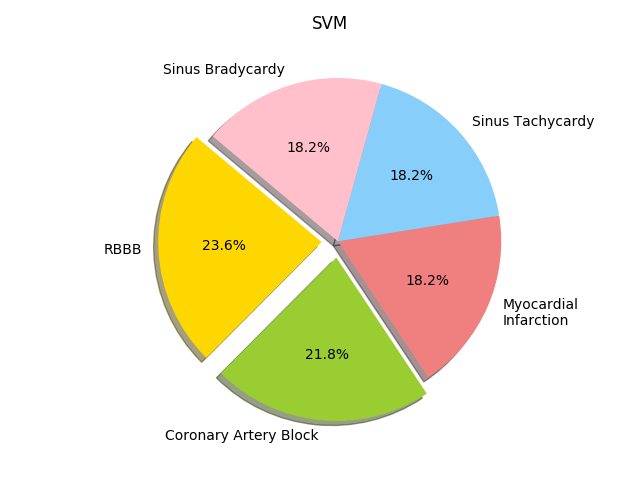 SVM
Sinus Bradycardy
Sinus Tachycardy
18.2%
18.2%
RBBB
23.6%
18.2%
Myocardial
Infarction
21.8%
Coronary Artery Block